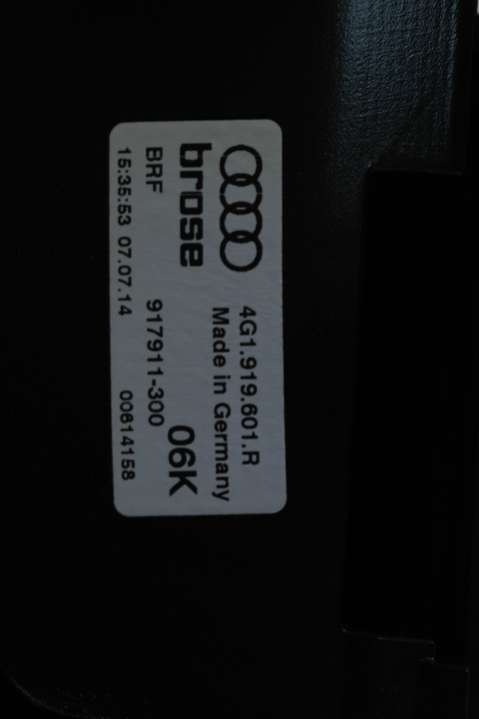 4G1.919.601.R
Made in Germany
brose
06K
BRF 917911-300
15:35:53 07.07.14 00614158